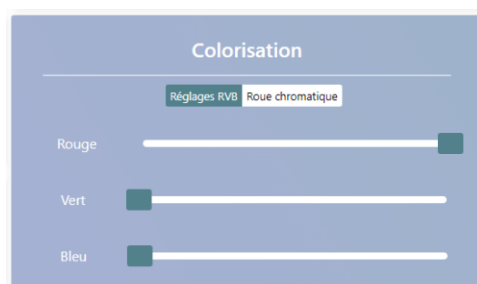 Colorisation
Réglages RVB Roue chromatique
Rouge
Vert
Bleu